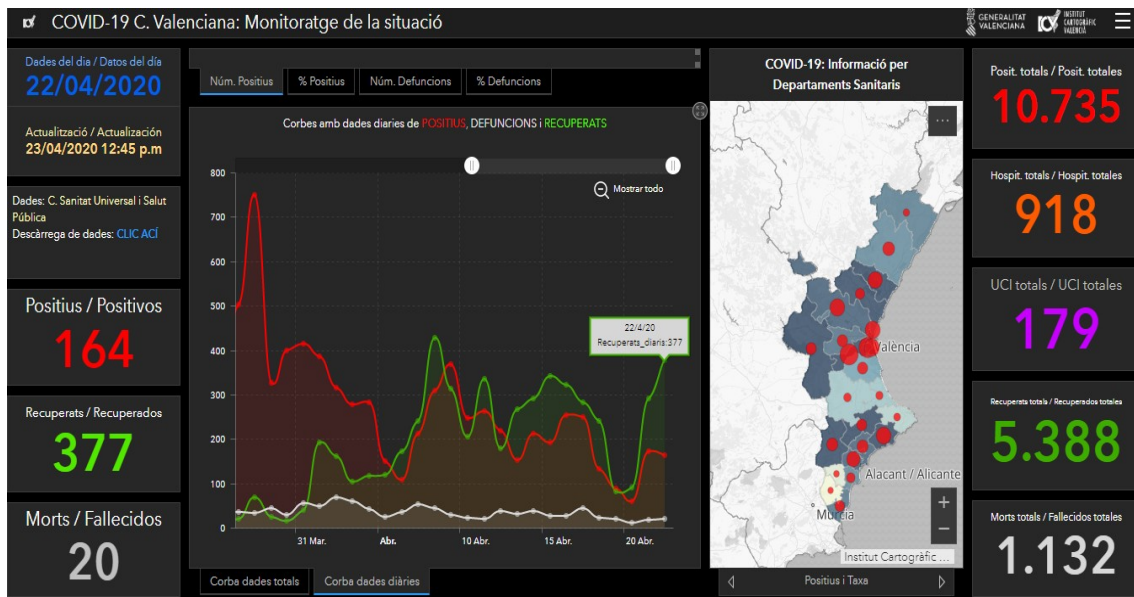 COVID-19 C. Valenciana: Monitoratge de la situació
GENERALITAT
VALENCIANA
INSTITUT
CARTOGRÀFIC
VALENCIÀ
Dades del dia / Datos del día
22/04/2020
Actualització / Actualización
23/04/2020 12:45 p.m
Dades: C. Sanitat Universal i Salut
Pública
Descàrrega de dades: CLIC ACÍ
Positius / Positivos
164
Recuperats / Recuperados
377
Morts / Fallecidos
20
Núm. Positius
% Positius
Núm. Defuncions
% Defuncions
Corbes amb dades diaries de POSITIUS, DEFUNCIONS i RECUPERATS
Mostrar todo
800
700
600
500
400
300
200
100
0
22/4/20
Recuperats_diaris:377
31 Mar.
Abr.
10 Abr.
15 Abr.
20 Abr.
Corba dades totals
Corba dades diàries
COVID-19: Informació per
Departaments Sanitaris
...
València
Alacant / Alicante
Murcia
+
−
Institut Cartogràfic ...
Positius i Taxa
Posit. totals / Posit. totales
10.735
Hospit. totals / Hospit. totales
918
UCI totals / UCI totales
179
Recuperats totals / Recuperados totales
5.388
Morts totals / Fallecidos totales
1.132